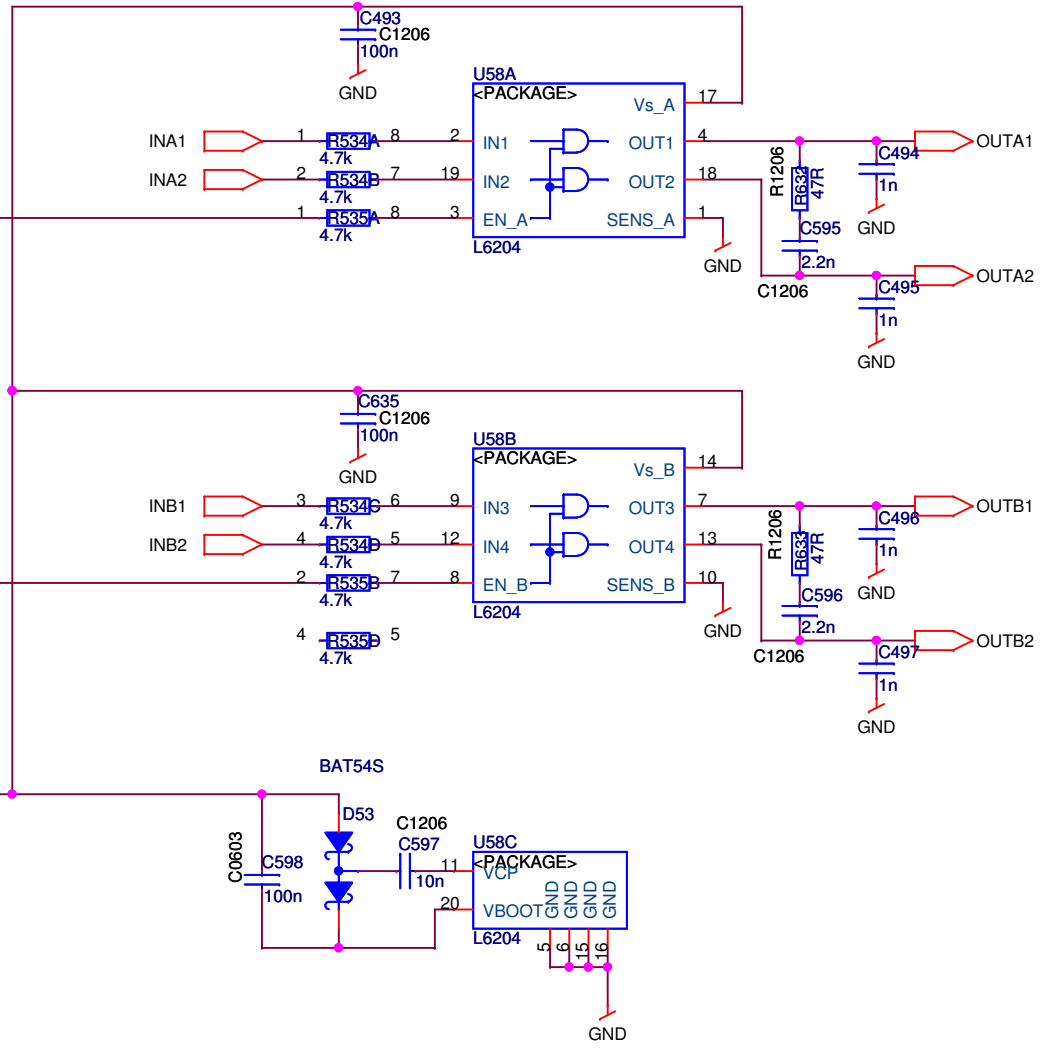 C493
C1206
100n
GND
U58A
<PACKAGE>
Vs_A 17
INA1 1 R534A 8 2 IN1 OUT1 4 OUTA1
4.7k
INA2 2 R534B 7 19 IN2 OUT2 18
4.7k
1 R535A 8 3 EN_A SENS_A 1
4.7k
L6204
GND
R1206
R632
47R
C494
1n
GND
C595
2.2n
C1206
OUTA2
C495
1n
GND
C635
C1206
100n
GND
U58B
<PACKAGE>
Vs_B 14
INB1 3 R534C 6 9 IN3 OUT3 7 OUTB1
4.7k
INB2 4 R534D 5 12 IN4 OUT4 13
4.7k
2 R535B 7 8 EN_B SENS_B 10
4.7k
L6204
GND
4 R535D 5
4.7k
R1206
47R
C496
1n
GND
C596
2.2n
C1206
OUTB2
C497
1n
GND
BAT54S
D53
C0603
C598
100n
C1206
C597
10n
U58C
<PACKAGE>
11 VCP
20 VBOOT
GND GND GND GND
L6204
5 6 15 16
GND